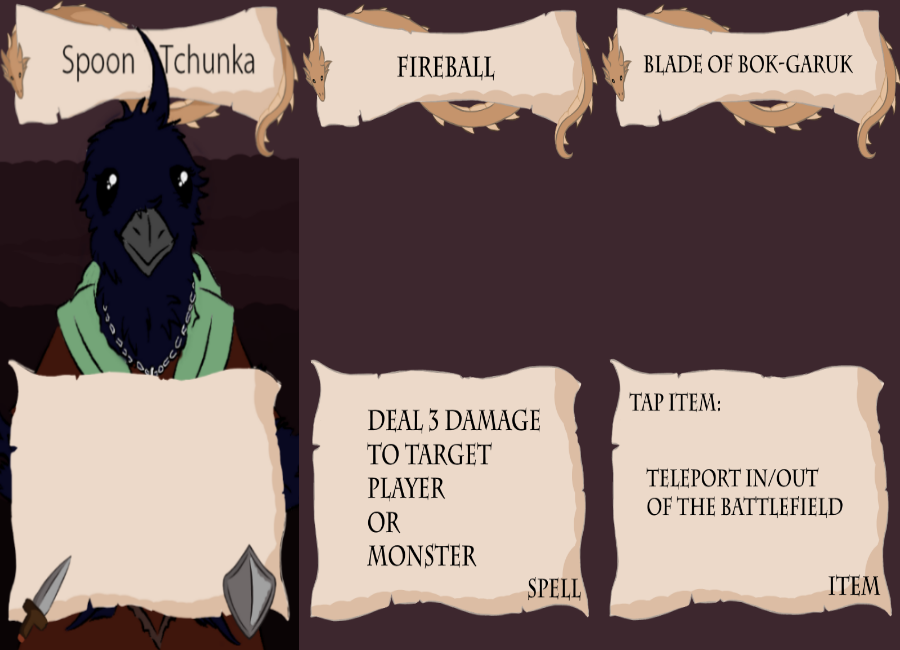 Spoon Tchunka
FIREBALL
DEAL 3 DAMAGE
TO TARGET
PLAYER
OR
MONSTER
SPELL
BLADE OF BOK-GARUK
TAP ITEM:
TELEPORT IN/OUT
OF THE BATTLEFIELD
ITEM